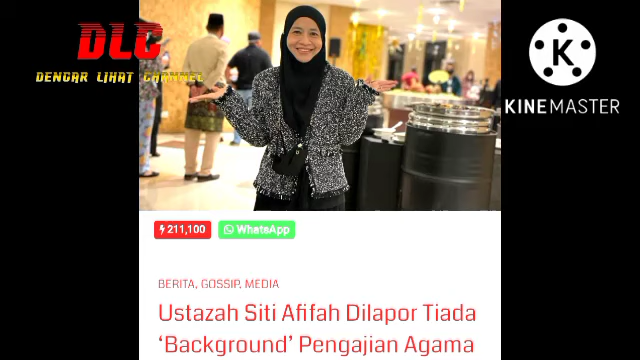 DLC
DENGAR LIHAT CHANNEL
KINEMASTER
211,100
WhatsApp
BERITA, GOSSIP, MEDIA
Ustazah Siti Afifah Dilapor Tiada
‘Background’ Pengajian Agama